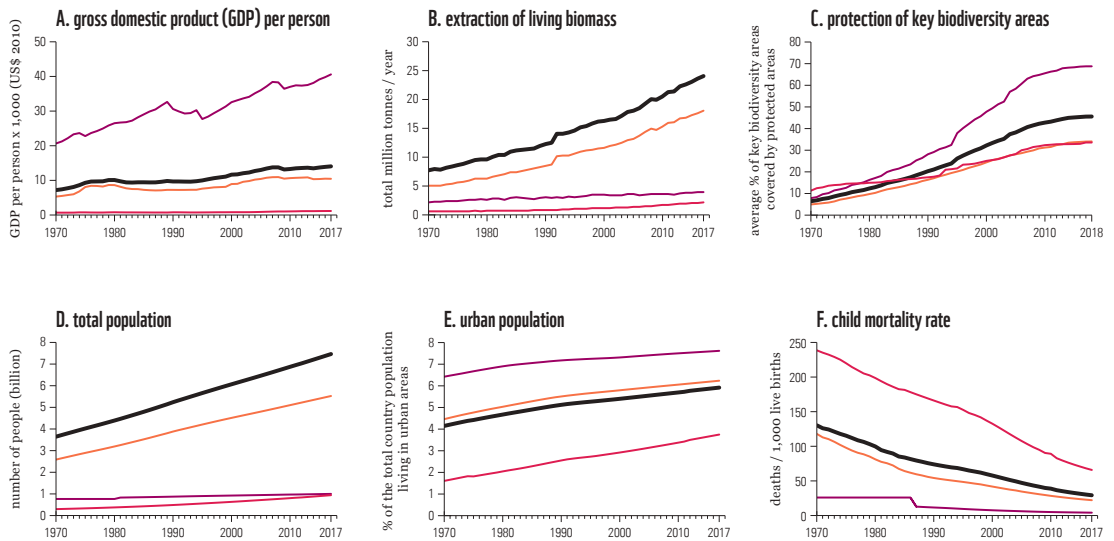 A. gross domestic product (GDP) per person
GDP per person x 1,000 (US$ 2010)
50
40
30
20
10
0
1970 1980 1990 2000 2010 2017
B. extraction of living biomass
total million tonnes / year
30
25
20
15
10
5
0
1970 1980 1990 2000 2010 2017
C. protection of key biodiversity areas
average % of key biodiversity areas
covered by protected areas
80
70
60
50
40
30
20
10
0
1970 1980 1990 2000 2010 2018
D. total population
number of people (billion)
8
7
6
5
4
3
2
1
0
1970 1980 1990 2000 2010 2017
E. urban population
% of the total country population
living in urban areas
8
7
6
5
4
3
2
1
0
1970 1980 1990 2000 2010 2017
F. child mortality rate
deaths / 1,000 live births
250
200
150
100
50
0
1970 1980 1990 2000 2010 2017